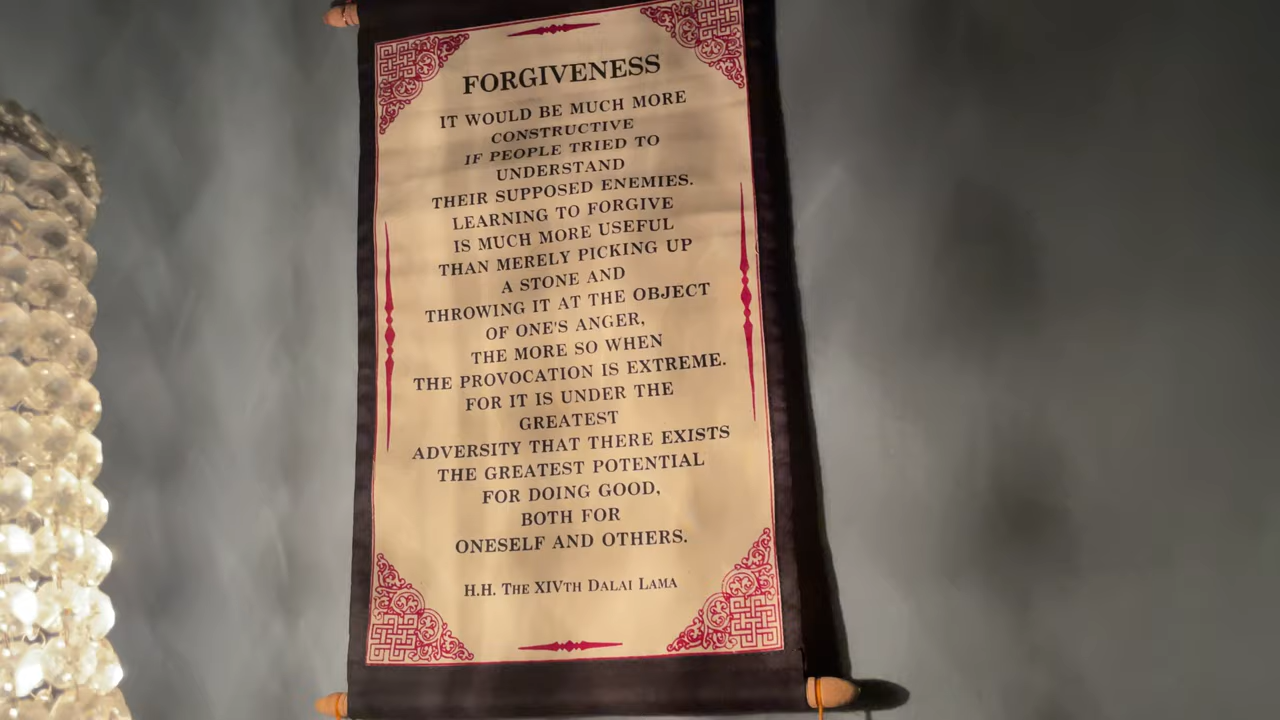 FORGIVENESS
IT WOULD BE MUCH MORE
CONSTRUCTIVE
IF PEOPLE TRIED TO
UNDERSTAND
THEIR SUPPOSED ENEMIES.
LEARNING TO FORGIVE
IS MUCH MORE USEFUL
THAN MERELY PICKING UP
A STONE AND
THROWING IT AT THE OBJECT
OF ONE'S ANGER,
THE MORE SO WHEN
THE PROVOCATION IS EXTREME.
FOR IT IS UNDER THE
GREATEST
ADVERSITY THAT THERE EXISTS
THE GREATEST POTENTIAL
FOR DOING GOOD,
BOTH FOR
ONESELF AND OTHERS.
H.H. THE XIVTH DALAI LAMA